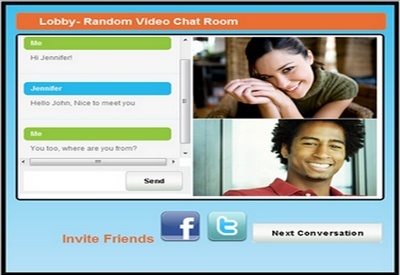 Lobby- Random Video Chat Room
Me
Hi Jennifer!
Jennifer
Hello John, Nice to meet you
Me
You too, where are you from?
Send
Invite Friends
f
t
Next Conversation